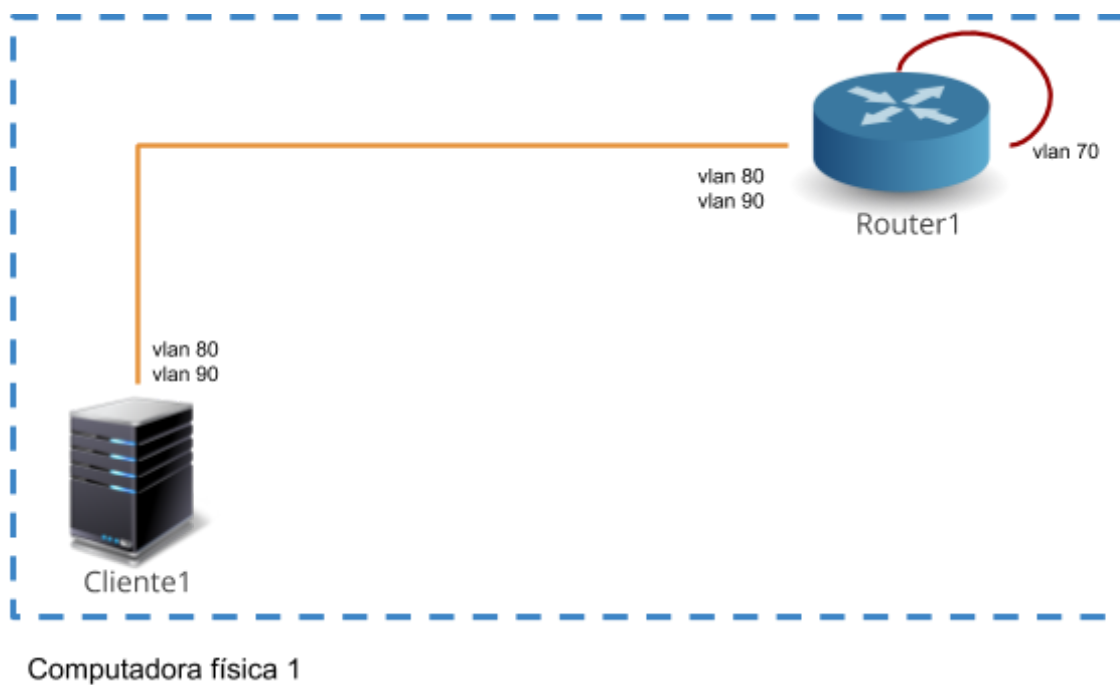 vlan 70
vlan 80
vlan 90
Router1
vlan 80
vlan 90
Cliente1
Computadora física 1